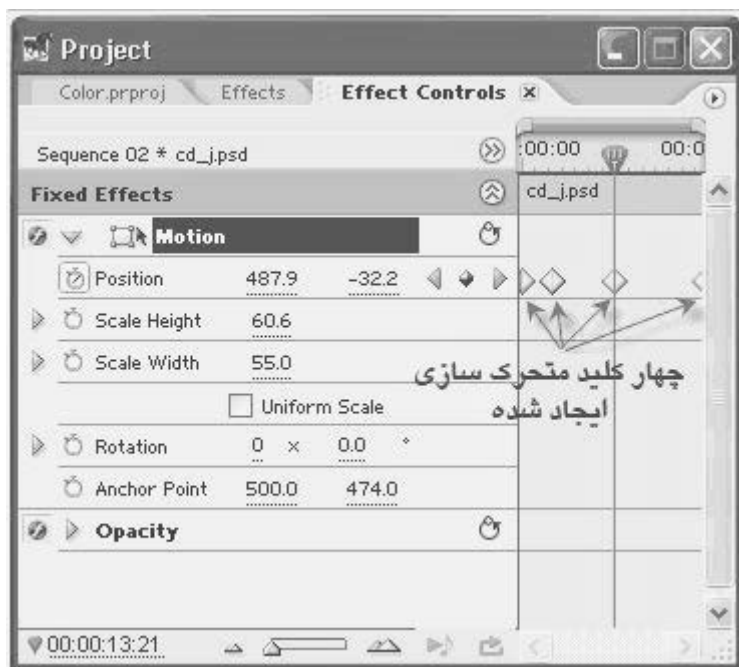 Project
Color.prproj Effects Effect Controls
Sequence 02 * cd_j.psd :00:00 00:0
Fixed Effects cd_j.psd
Motion
Position 487.9 -32.2
Scale Height 60.6
Scale Width 55.0
چهار کلید متحرک سازی
ایجاد شده
Uniform Scale
Rotation 0 x 0.0 °
Anchor Point 500.0 474.0
Opacity
00:00:13:21